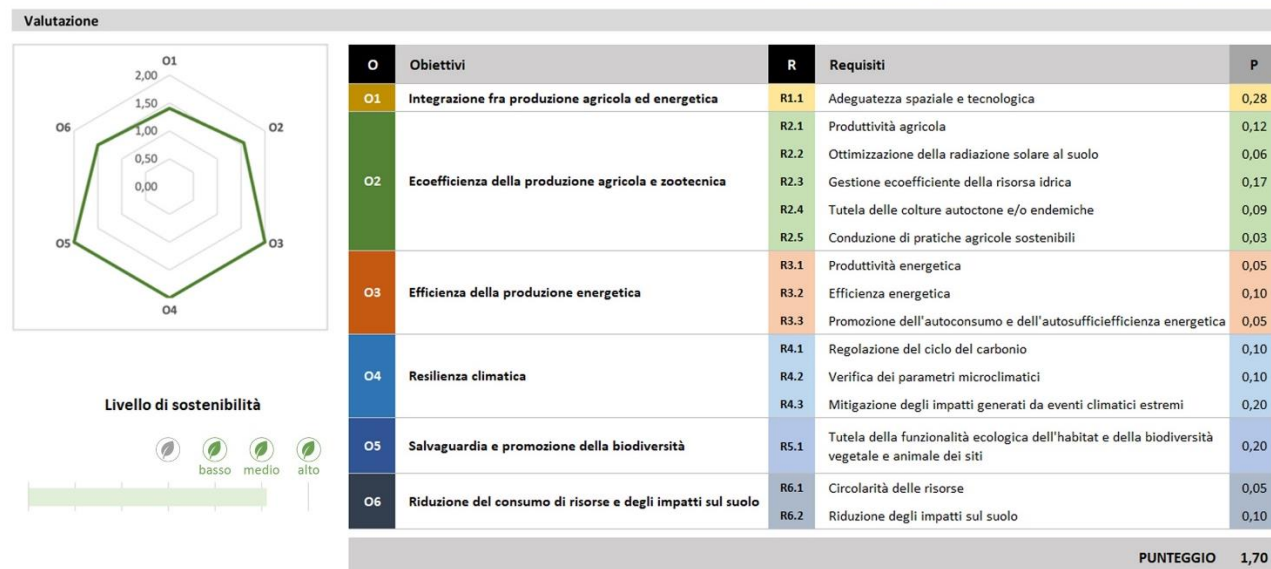 Valutazione
O1
2,00
1,50
O6
O2
1,00
0,50
0,00
O5
O3
O4
Livello di sostenibilità
basso medio alto
O Obiettivi R Requisiti P
O1 Integrazione fra produzione agricola ed energetica R1.1 Adeguatezza spaziale e tecnologica 0,28
R2.1 Produttività agricola 0,12
R2.2 Ottimizzazione della radiazione solare al suolo 0,06
O2 Ecoefficienza della produzione agricola e zootecnica R2.3 Gestione ecoefficiente della risorsa idrica 0,17
R2.4 Tutela delle colture autoctone e/o endemiche 0,09
R2.5 Conduzione di pratiche agricole sostenibili 0,03
R3.1 Produttività energetica 0,05
O3 Efficienza della produzione energetica R3.2 Efficienza energetica 0,10
R3.3 Promozione dell'autoconsumo e dell'autosufficiefficienza energetica 0,05
R4.1 Regolazione del ciclo del carbonio 0,10
O4 Resilienza climatica R4.2 Verifica dei parametri microclimatici 0,10
R4.3 Mitigazione degli impatti generati da eventi climatici estremi 0,20
O5 Salvaguardia e promozione della biodiversità R5.1 Tutela della funzionalità ecologica dell'habitat e della biodiversità 0,20
vegetale e animale dei siti
R6.1 Circolarità delle risorse 0,05
O6 Riduzione del consumo di risorse e degli impatti sul suolo
R6.2 Riduzione degli impatti sul suolo 0,10
PUNTEGGIO 1,70